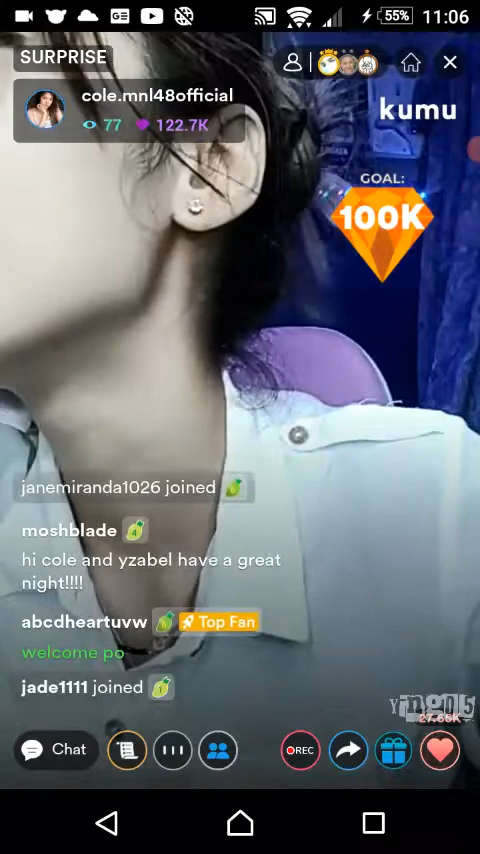 55% 11:06
SURPRISE
cole.mnl48official
77 122.7K
kumu
GOAL:
100K
janemiranda1026 joined
moshblade
hi cole and yzabel have a great
night!!!!
abcdheartuvw Top Fan
welcome po
jade1111 joined
27.66K
Chat REC